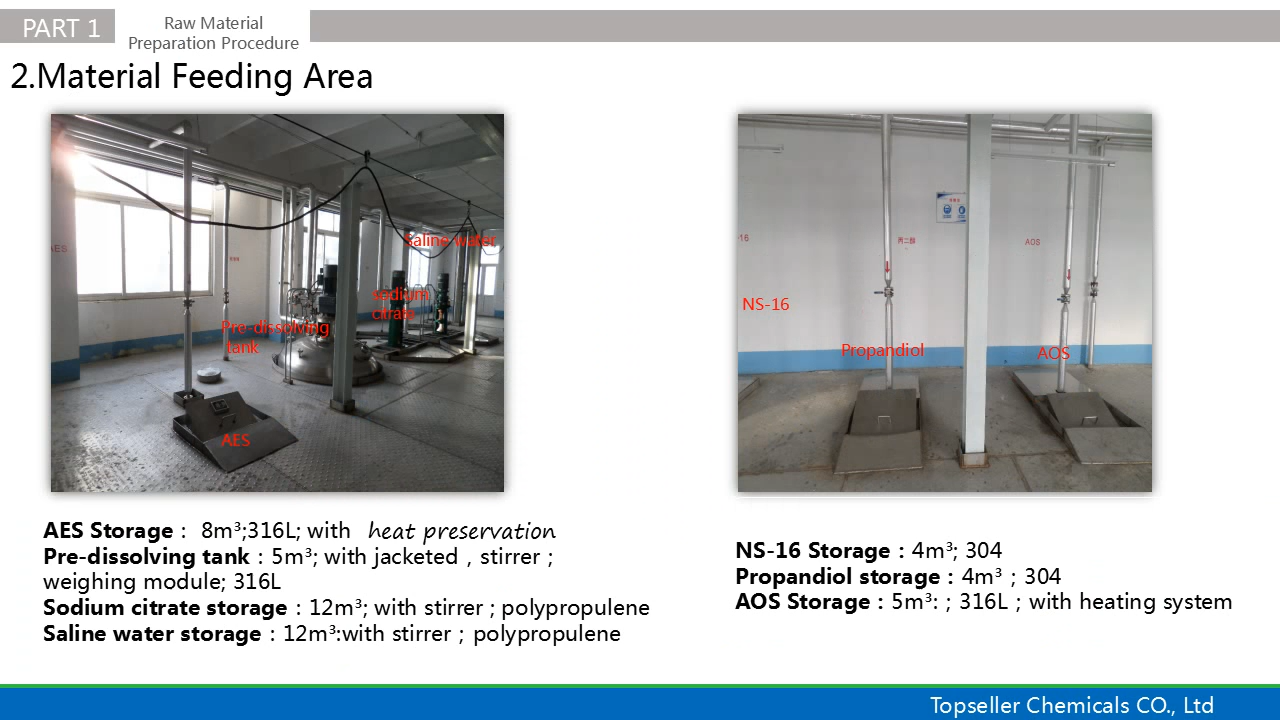 PART 1
Raw Material
Preparation Procedure
2.Material Feeding Area
AES
Saline water
sodium
citrate
Pre-dissolving
tank
AES
-16
丙二醇
AOS
NS-16
Propandiol
AOS
AES Storage： 8m³;316L; with heat preservation
Pre-dissolving tank：5m³; with jacketed，stirrer；
weighing module; 316L
Sodium citrate storage：12m³; with stirrer；polypropulene
Saline water storage：12m³:with stirrer；polypropulene
NS-16 Storage：4m³; 304
Propandiol storage：4m³；304
AOS Storage：5m³:；316L；with heating system
Topseller Chemicals CO., Ltd